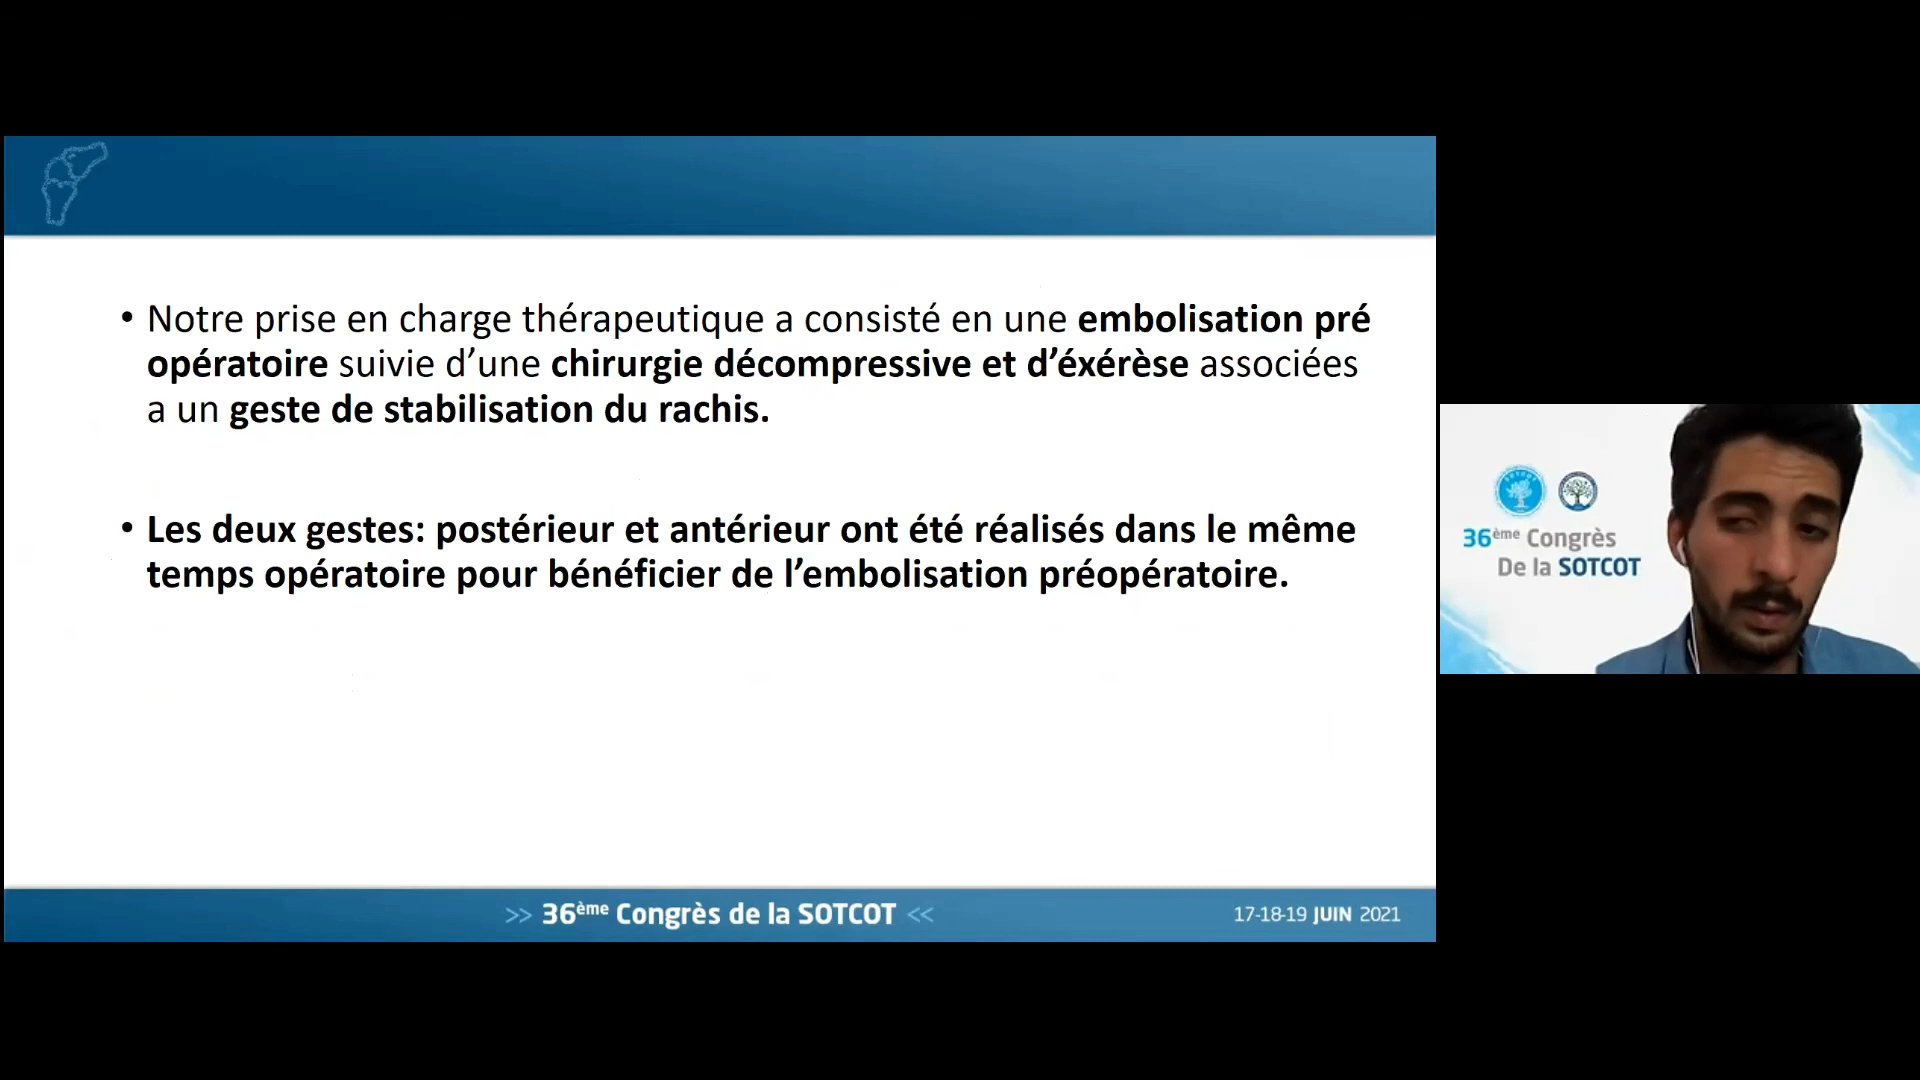 • Notre prise en charge thérapeutique a consisté en une embolisation pré
opératoire suivie d’une chirurgie décompressive et d’éxérèse associées
a un geste de stabilisation du rachis.
• Les deux gestes: postérieur et antérieur ont été réalisés dans le même
temps opératoire pour bénéficier de l’embolisation préopératoire.
>> 36ème Congrès de la SOTCOT <<
17-18-19 JUIN 2021
36ème Congrès
De la SOTCOT